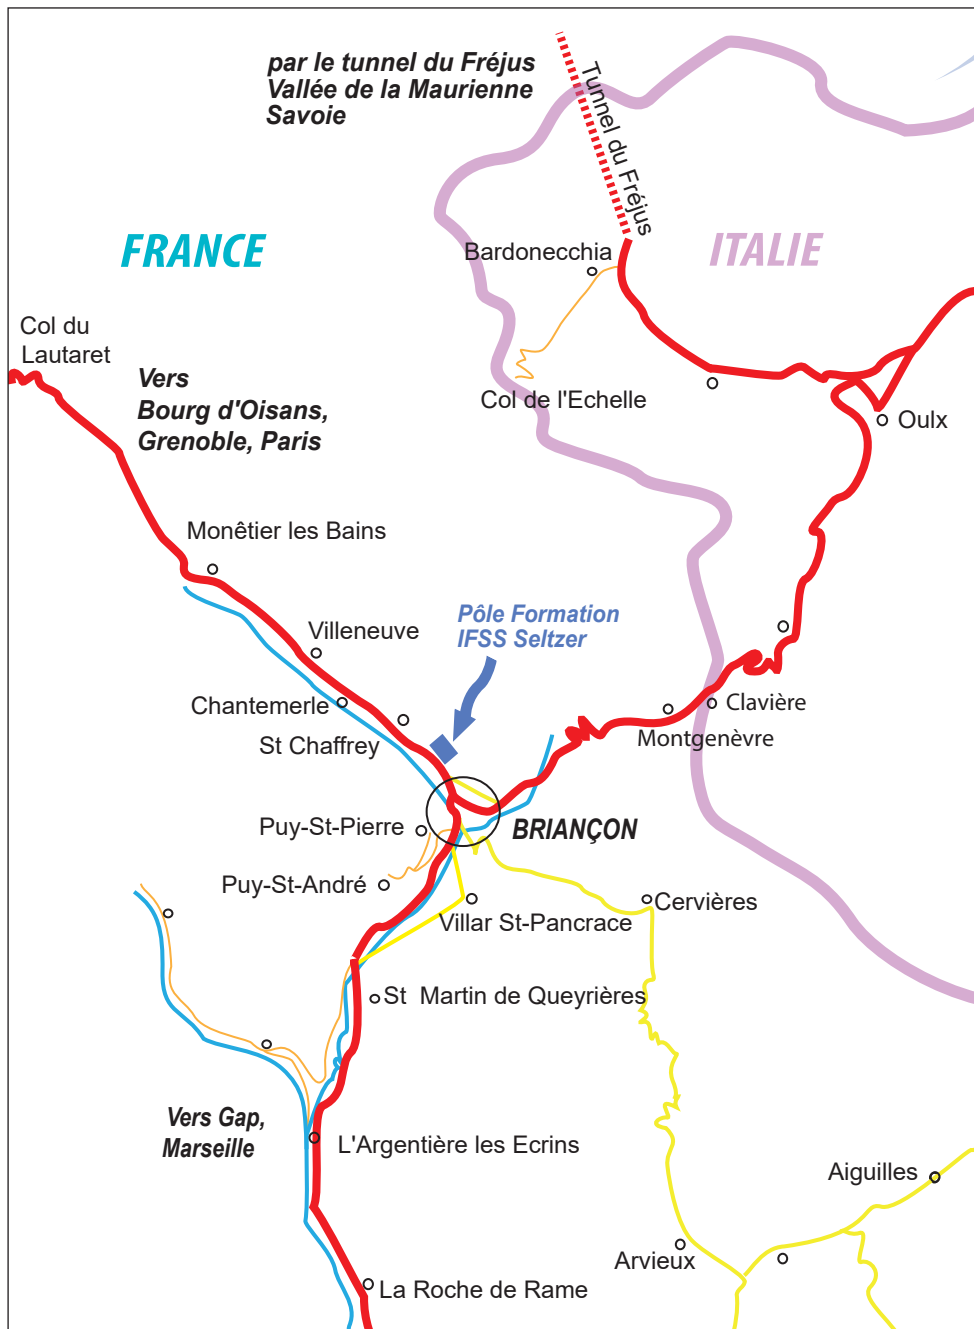 par le tunnel du Fréjus
Vallée de la Maurienne
Savoie
Tunnel du Fréjus
FRANCE
ITALIE
Bardonecchia
Col du
Lautaret
Vers
Bourg d'Oisans,
Grenoble, Paris
Col de l'Echelle
Oulx
Monêtier les Bains
Pôle Formation
IFSS Seltzer
Villeneuve
Chantemerle
Clavière
St Chaffrey
Montgenèvre
Puy-St-Pierre
BRIANÇON
Puy-St-André
Cervières
Villar St-Pancrace
St Martin de Queyrières
Vers Gap,
Marseille
L'Argentière les Ecrins
Aiguilles
Arvieux
La Roche de Rame